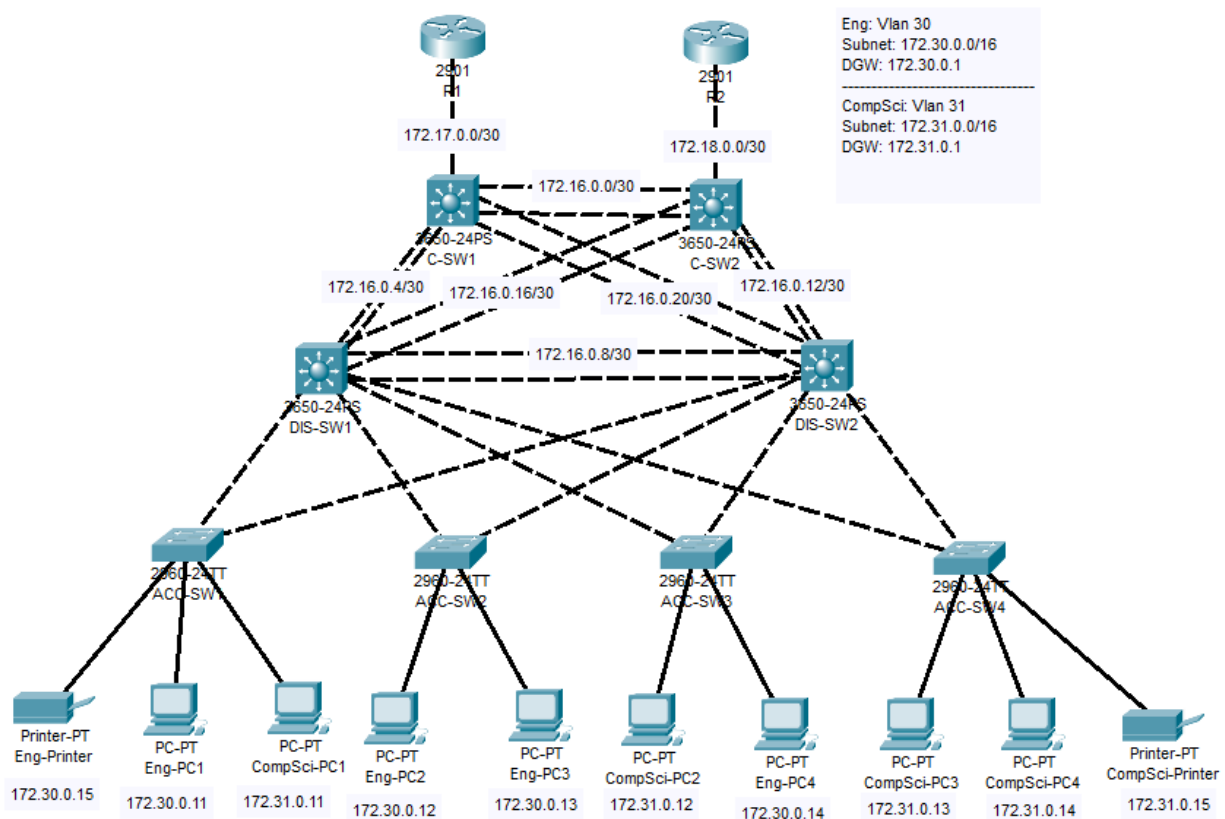 2901
R1
2901
R2
Eng: Vlan 30
Subnet: 172.30.0.0/16
DGW: 172.30.0.1
--------------------------------
CompSci: Vlan 31
Subnet: 172.31.0.0/16
DGW: 172.31.0.1
172.17.0.0/30
172.18.0.0/30
172.16.0.0/30
3650-24PS
C-SW1
3650-24PS
C-SW2
172.16.0.4/30
172.16.0.16/30
172.16.0.20/30
172.16.0.12/30
172.16.0.8/30
3650-24PS
DIS-SW1
3650-24PS
DIS-SW2
2960-24TT
ACC-SW1
2960-24TT
ACC-SW2
2960-24TT
ACC-SW3
2960-24TT
ACC-SW4
Printer-PT
Eng-Printer
172.30.0.15
PC-PT
Eng-PC1
172.30.0.11
PC-PT
CompSci-PC1
172.31.0.11
PC-PT
Eng-PC2
172.30.0.12
PC-PT
Eng-PC3
172.30.0.13
PC-PT
CompSci-PC2
172.31.0.12
PC-PT
Eng-PC4
172.30.0.14
PC-PT
CompSci-PC3
172.31.0.13
PC-PT
CompSci-PC4
172.31.0.14
Printer-PT
CompSci-Printer
172.31.0.15